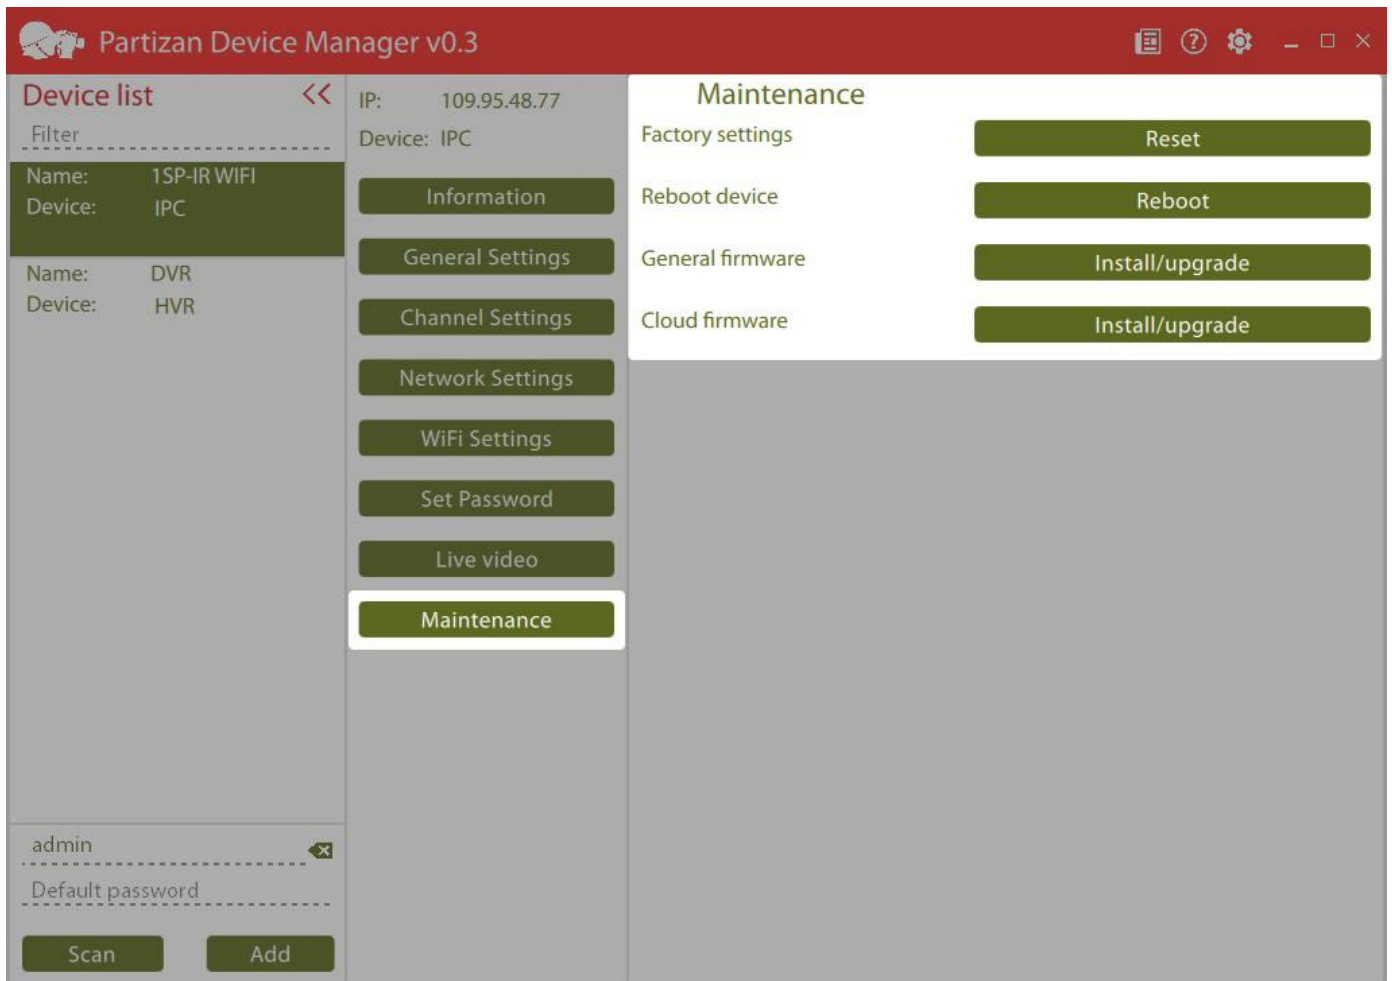 Partizan Device Manager v0.3
Device list <<
Filter
Name: 1SP-IR WIFI
Device: IPC
Name: DVR
Device: HVR
admin
Default password
Scan Add
IP: 109.95.48.77
Device: IPC
Information
General Settings
Channel Settings
Network Settings
WiFi Settings
Set Password
Live video
Maintenance
Maintenance
Factory settings Reset
Reboot device Reboot
General firmware Install/upgrade
Cloud firmware Install/upgrade